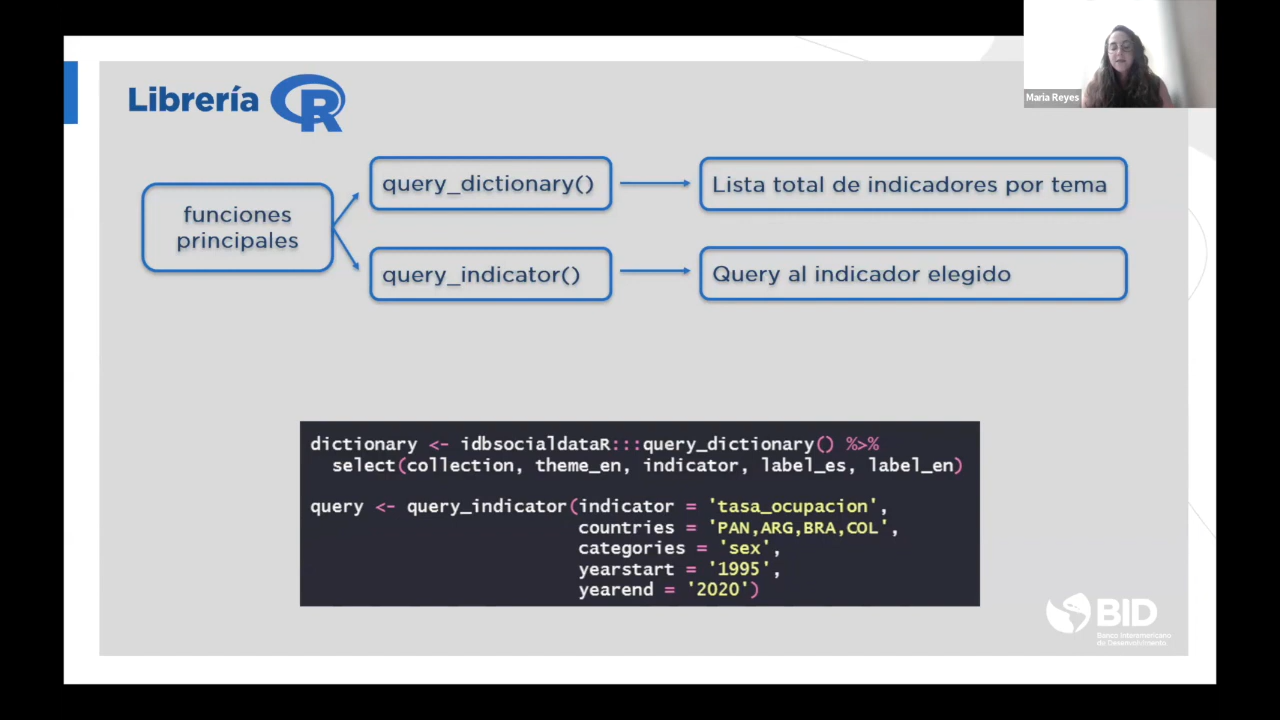 Maria Reyes
Librería R
funciones
principales
query_dictionary()
Lista total de indicadores por tema
query_indicator()
Query al indicador elegido
dictionary <- idbsocialdataR:::query_dictionary() %>%
select(collection, theme_en, indicator, label_es, label_en)
query <- query_indicator(indicator = 'tasa_ocupacion',
countries = 'PAN,ARG,BRA,COL',
categories = 'sex',
yearstart = '1995',
yearend = '2020')
BID
Banco Interamericano
de Desenvolvimento